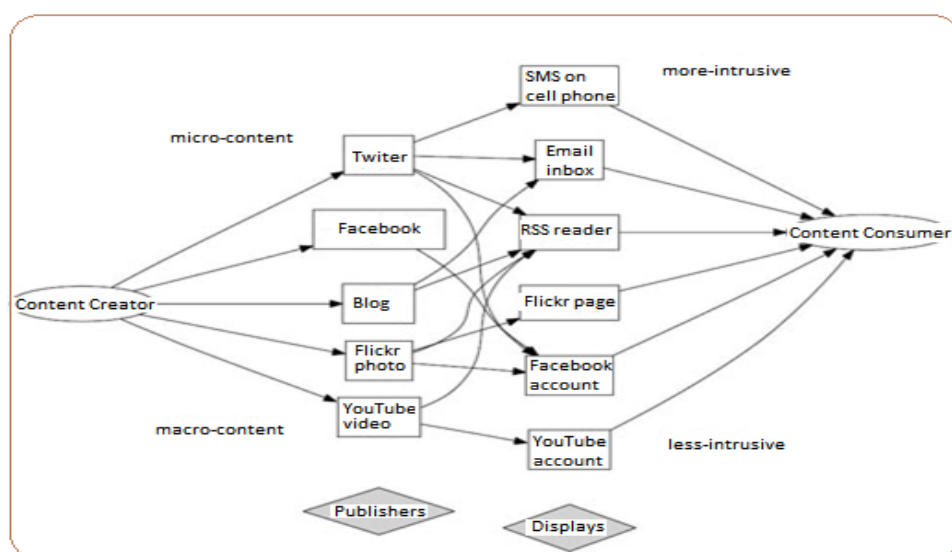 SMS on
cell phone
more-intrusive
micro-content
Twiter
Email
inbox
Facebook
RSS reader
Content Consumer
Content Creator
Blog
Flickr page
Flickr
photo
Facebook
account
YouTube
video
macro-content
YouTube
account
less-intrusive
Publishers
Displays